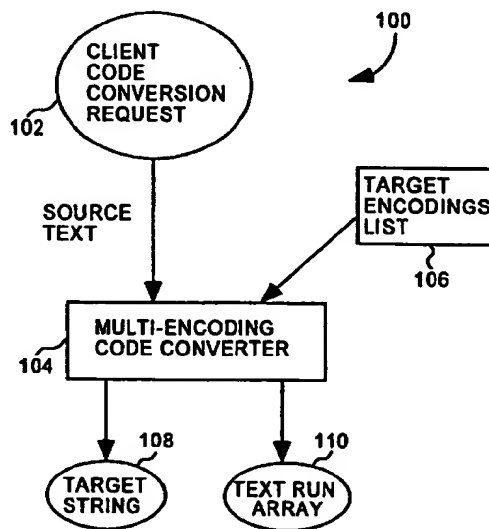 100
CLIENT
CODE
CONVERSION
REQUEST
102
SOURCE
TEXT
TARGET
ENCODINGS
LIST
106
MULTI-ENCODING
CODE CONVERTER
104
108
TARGET
STRING
110
TEXT RUN
ARRAY